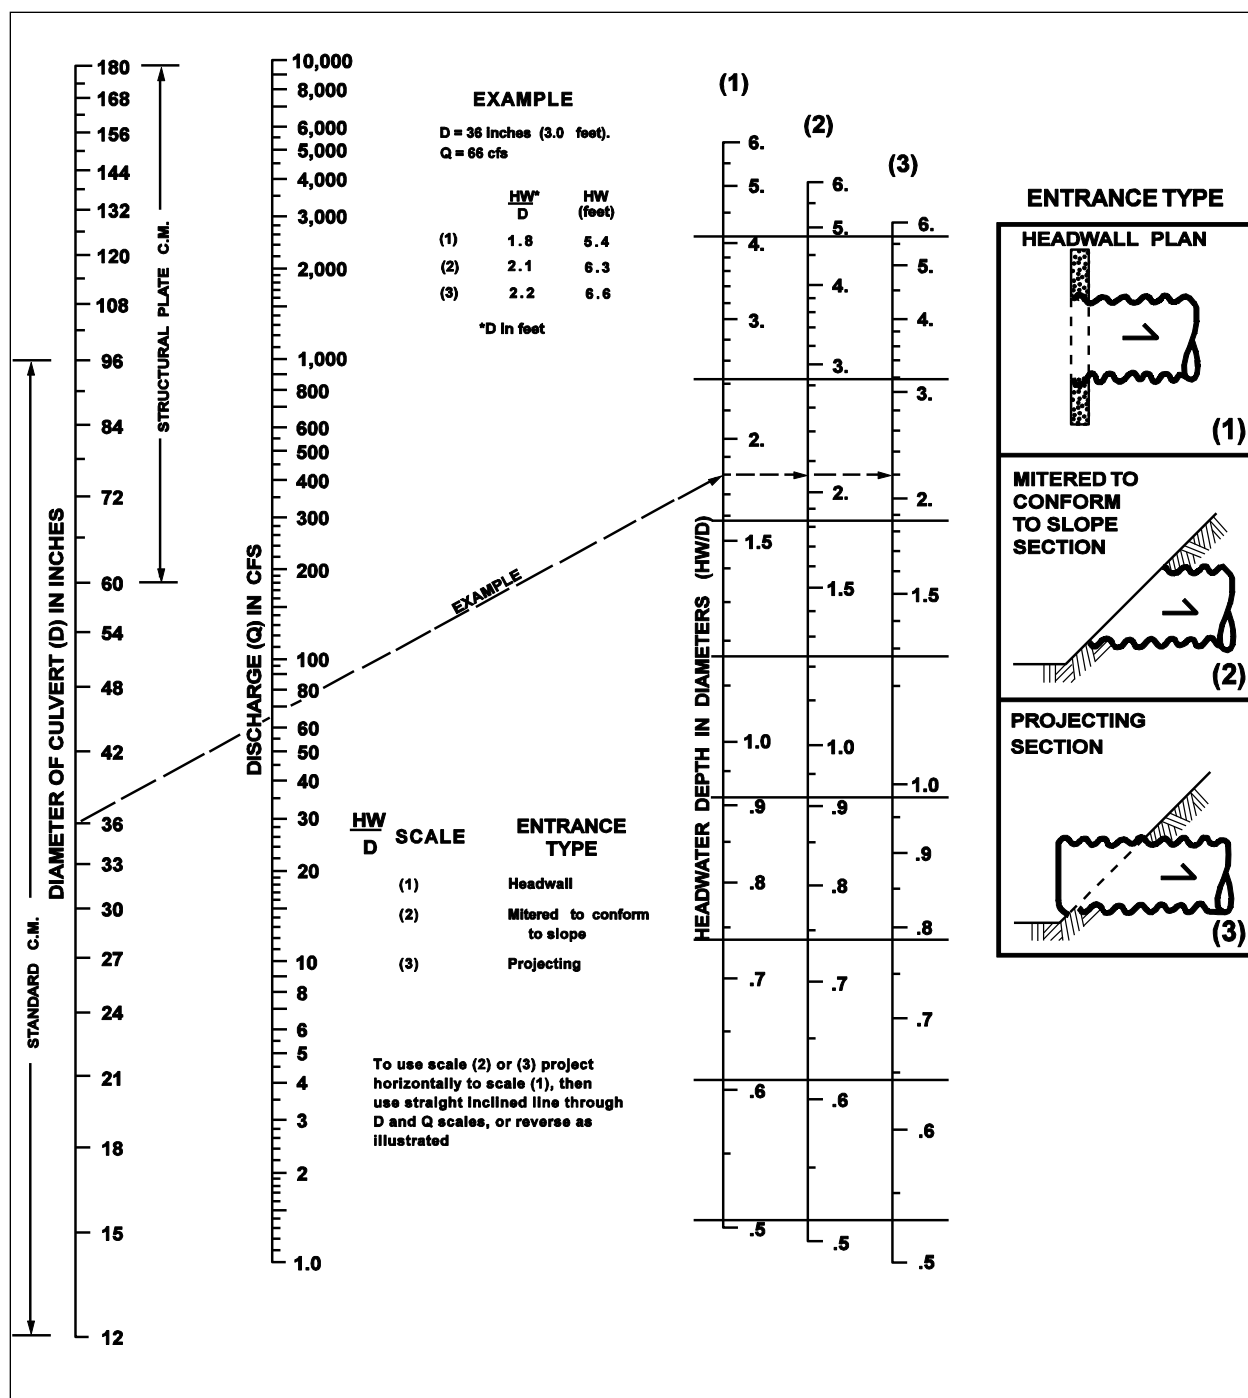 180
168
156
144
132
120
108
96
84
72
60
54
48
42
36
33
30
27
24
21
18
15
12
STANDARD C.M.
DIAMETER OF CULVERT (D) IN INCHES
STRUCTURAL PLATE C.M.
10,000
8,000
6,000
5,000
4,000
3,000
2,000
1,000
800
600
500
400
300
200
100
80
60
50
40
30
20
10
8
6
5
4
3
2
1.0
DISCHARGE (Q) IN CFS
EXAMPLE
D = 36 Inches (3.0 feet).
Q = 66 cfs
HW* HW
D (feet)
(1) 1.8 5.4
(2) 2.1 6.3
(3) 2.2 6.6
*D In feet
EXAMPLE
HW SCALE ENTRANCE
D TYPE
(1) Headwall
(2) Mitered to conform
to slope
(3) Projecting
To use scale (2) or (3) project
horizontally to scale (1), then
use straight Inclined line through
D and Q scales, or reverse as
illustrated
HEADWATER DEPTH IN DIAMETERS (HW/D)
(1)
6.
5.
4.
3.
2.
1.5
1.0
.9
.8
.7
.6
.5
(2)
6.
5.
4.
3.
2.
1.5
1.0
.9
.8
.7
.6
.5
(3)
6.
5.
4.
3.
2.
1.5
1.0
.9
.8
.7
.6
.5
ENTRANCE TYPE
HEADWALL PLAN
(1)
MITERED TO
CONFORM
TO SLOPE
SECTION
(2)
PROJECTING
SECTION
(3)